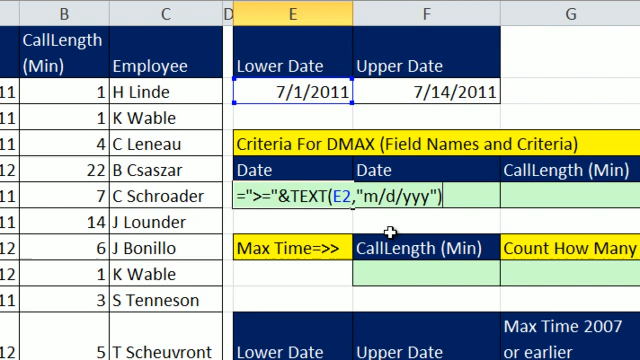 B C D E F G
CallLength
(Min) Employee Lower Date Upper Date
11 1 H Linde 7/1/2011 7/14/2011
11 1 K Wable
11 4 C Leneau Criteria For DMAX (Field Names and Criteria)
12 22 B Csaszar Date Date CallLength (Min)
11 7 C Schroader =">="&TEXT(E2,"m/d/yyy")
11 14 J Lounder
12 6 J Bonillo Max Time=>> CallLength (Min) Count How Many
12 1 K Wable
11 3 S Tenneson
Max Time 2007
12 5 T Scheuvront Lower Date Upper Date or earlier